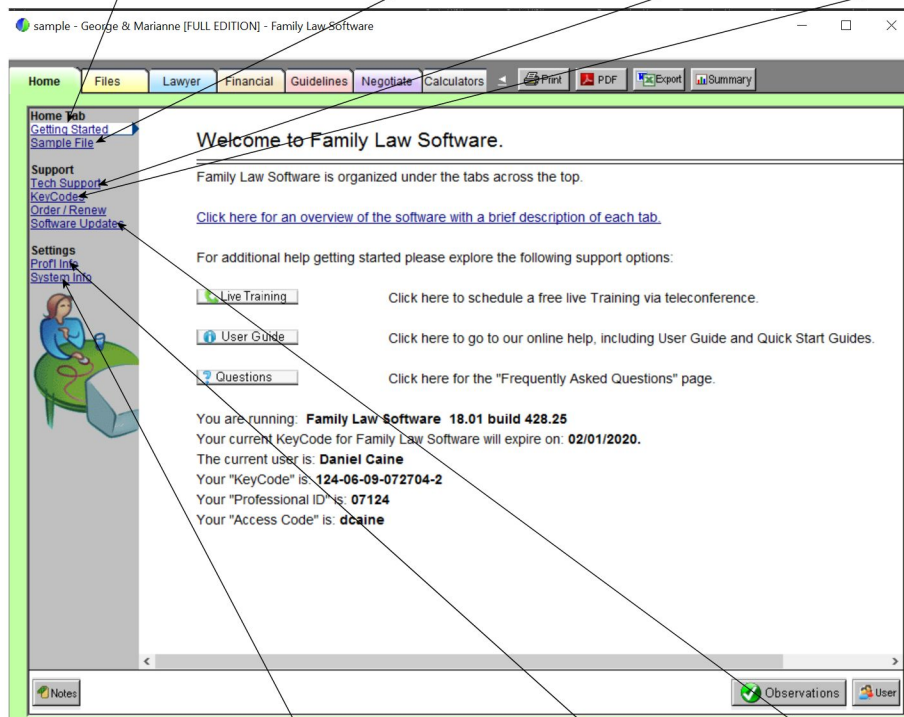 sample - George & Marianne [FULL EDITION] - Family Law Software
Home Files Lawyer Financial Guidelines Negotiate Calculators Print PDF Export Summary
Home Tab
Getting Started
Sample File
Support
Tech Support
KeyCodes
Order / Renew
Software Updates
Settings
Prof'l Info
System Info
Welcome to Family Law Software.
Family Law Software is organized under the tabs across the top.
Click here for an overview of the software with a brief description of each tab.
For additional help getting started please explore the following support options:
Live Training Click here to schedule a free live Training via teleconference.
User Guide Click here to go to our online help, including User Guide and Quick Start Guides.
Questions Click here for the "Frequently Asked Questions" page.
You are running: Family Law Software 18.01 build 428.25
Your current KeyCode for Family Law Software will expire on: 02/01/2020.
The current user is: Daniel Caine
Your "KeyCode" is: 124-06-09-072704-2
Your "Professional ID" is: 07124
Your "Access Code" is: dcaine
Notes Observations User